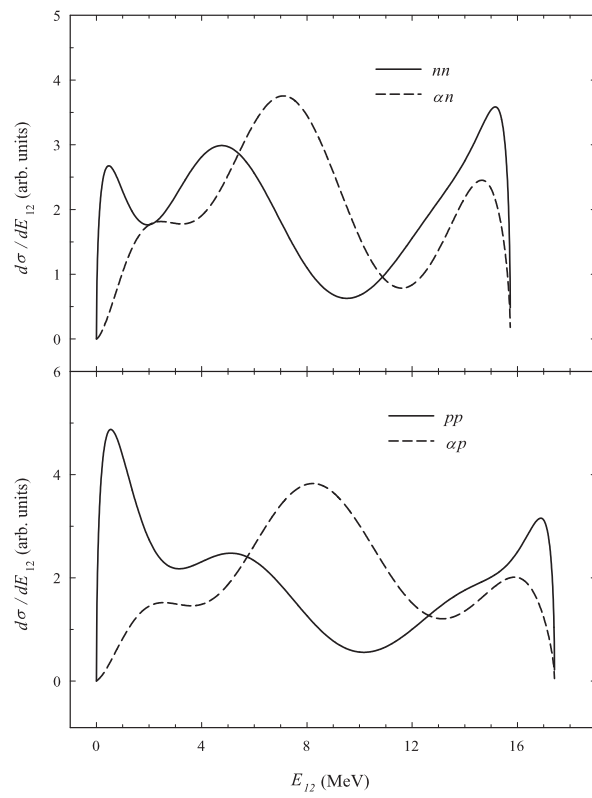 5
4
3
2
1
0
dσ / dE12 (arb. units)
nn
αn
6
4
2
0
dσ / dE12 (arb. units)
pp
αp
0 4 8 12 16
E12 (MeV)